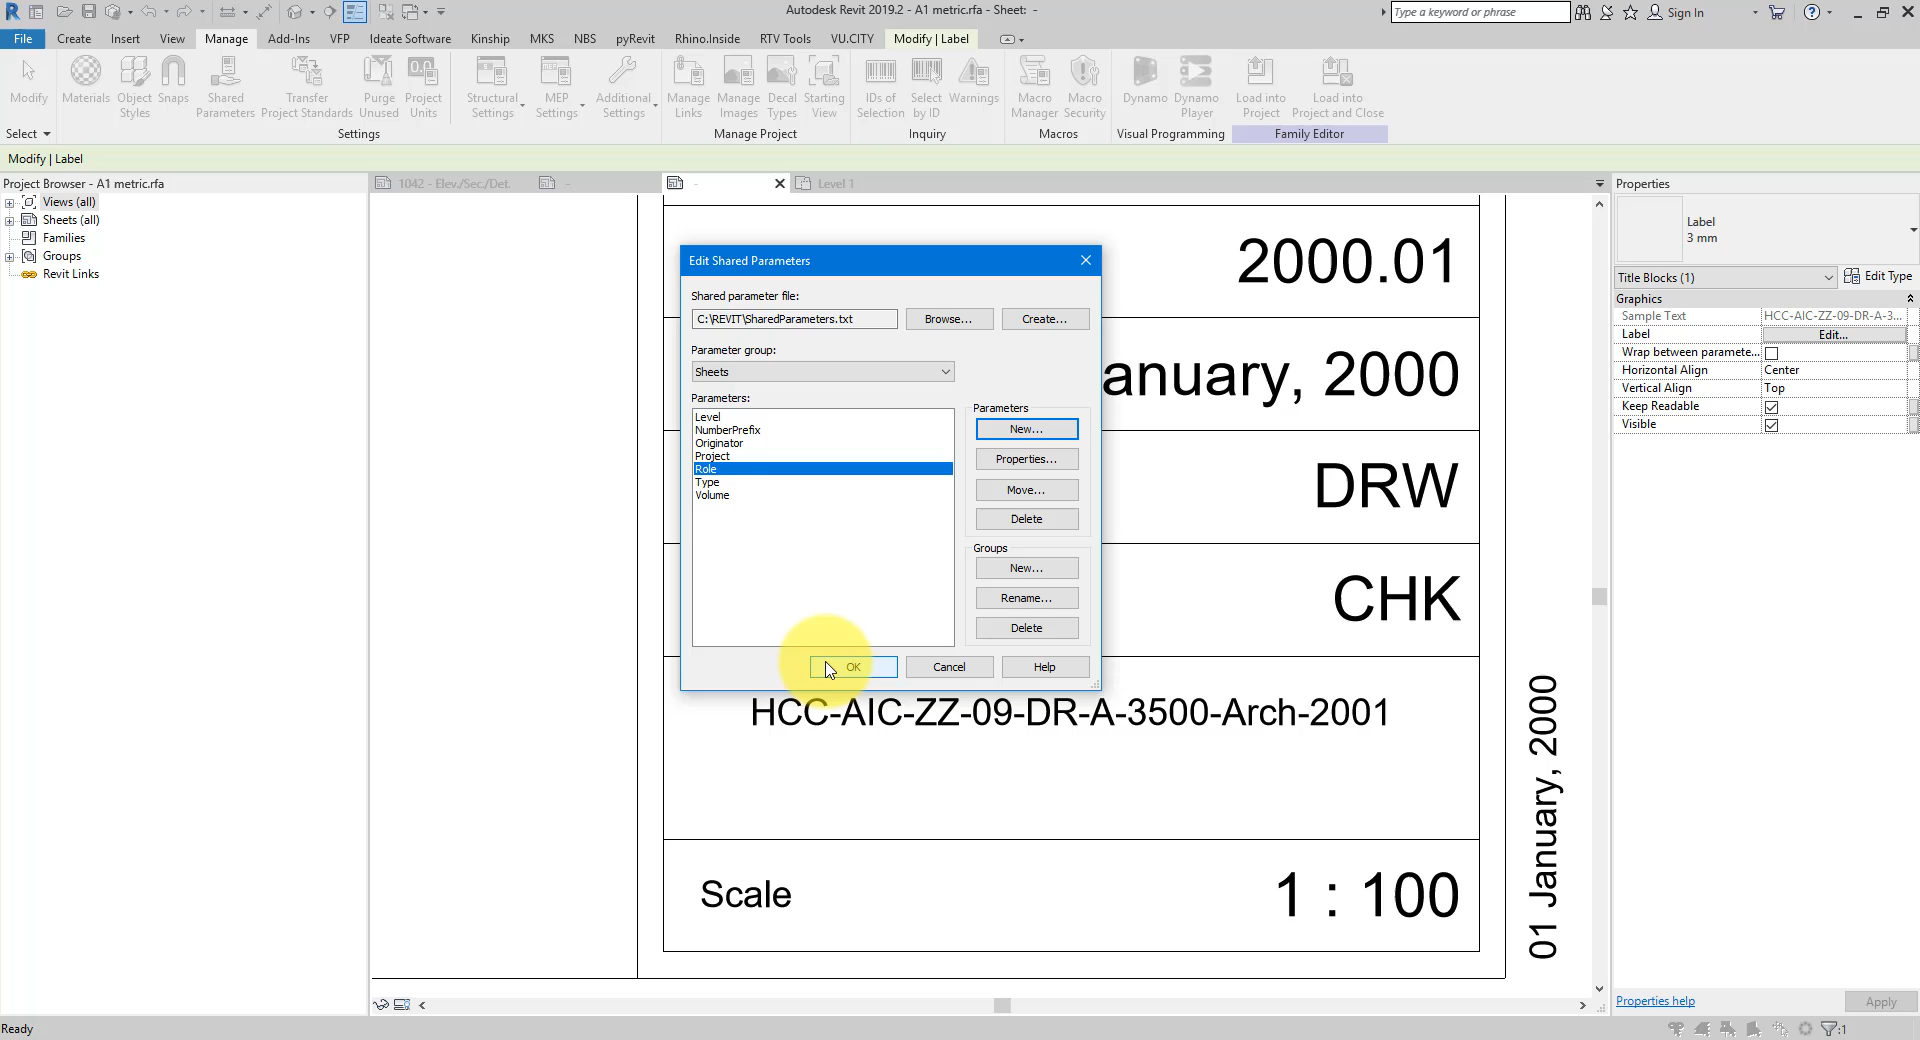 Autodesk Revit 2019.2 - A1 metric.rfa - Sheet: -
Type a keyword or phrase
Sign In
File
Create
Insert
View
Manage
Add-Ins
VFP
Ideate Software
Kinship
MKS
NBS
pyRevit
Rhino.Inside
RTV Tools
VU.CITY
Modify | Label
Modify
Materials
Object Styles
Snaps
Shared Parameters
Transfer Project Standards
Purge Unused
Project Units
Structural Settings
MEP Settings
Additional Settings
Manage Links
Manage Images
Decal Types
Starting View
IDs of Selection
Select by ID
Warnings
Macro Manager
Macro Security
Dynamo
Dynamo Player
Load into Project
Load into Project and Close
Select
Settings
Manage Project
Inquiry
Macros
Visual Programming
Family Editor
Modify | Label
Project Browser - A1 metric.rfa
Views (all)
Sheets (all)
Families
Groups
Revit Links
1042 - Elev./Sec./Det.
-
-
Level 1
Edit Shared Parameters
Shared parameter file:
C:\REVIT\SharedParameters.txt
Browse...
Create...
Parameter group:
Sheets
Parameters:
Level
NumberPrefix
Originator
Project
Role
Type
Volume
Parameters
New...
Properties...
Move...
Delete
Groups
New...
Rename...
Delete
OK
Cancel
Help
2000.01
anuary, 2000
DRW
CHK
HCC-AIC-ZZ-09-DR-A-3500-Arch-2001
Scale
1 : 100
01 January, 2000
Properties
Label
3 mm
Title Blocks (1)
Edit Type
Graphics
Sample Text
HCC-AIC-ZZ-09-DR-A-3...
Label
Edit...
Wrap between paramete...
Horizontal Align
Center
Vertical Align
Top
Keep Readable
Visible
Properties help
Apply
Ready
:1